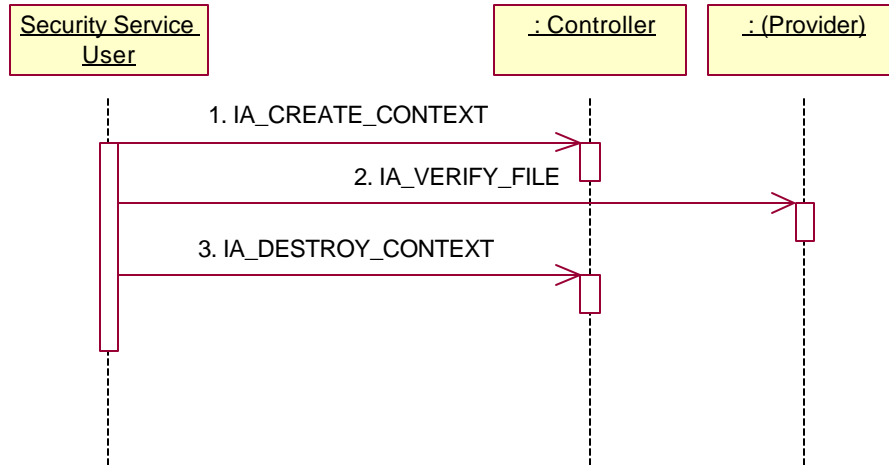 Security Service
User
: Controller
: (Provider)
1. IA_CREATE_CONTEXT
2. IA_VERIFY_FILE
3. IA_DESTROY_CONTEXT